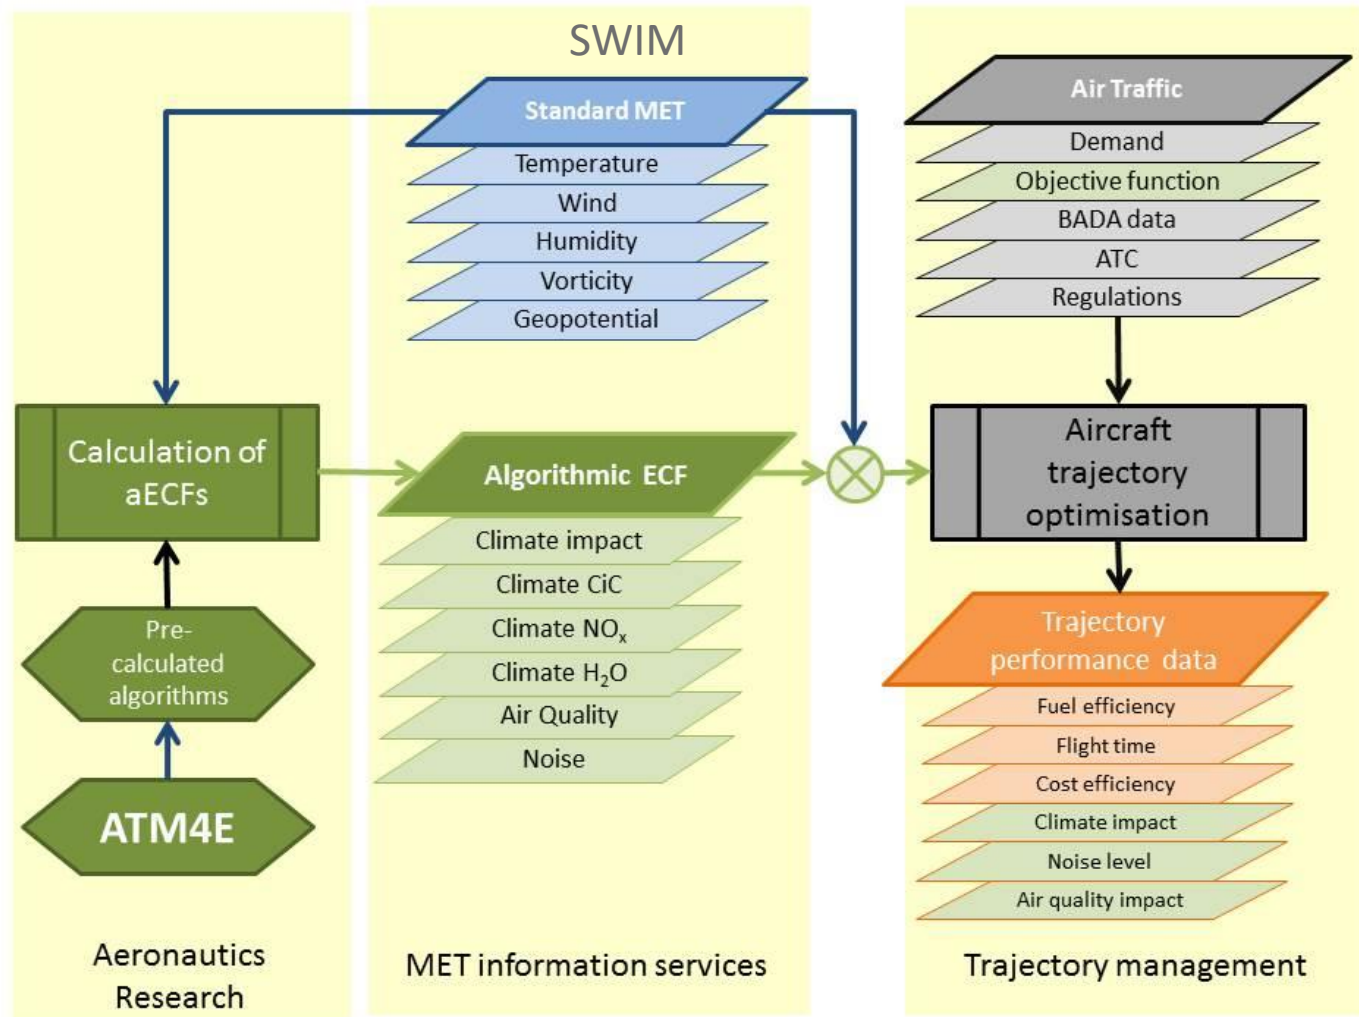 SWIM
Standard MET
Temperature
Wind
Humidity
Vorticity
Geopotential
Air Traffic
Demand
Objective function
BADA data
ATC
Regulations
Calculation of
aECFs
Pre-
calculated
algorithms
ATM4E
Algorithmic ECF
Climate impact
Climate CiC
Climate NOₓ
Climate H₂O
Air Quality
Noise
Aircraft
trajectory
optimisation
Trajectory
performance data
Fuel efficiency
Flight time
Cost efficiency
Climate impact
Noise level
Air quality impact
Aeronautics
Research
MET information services
Trajectory management